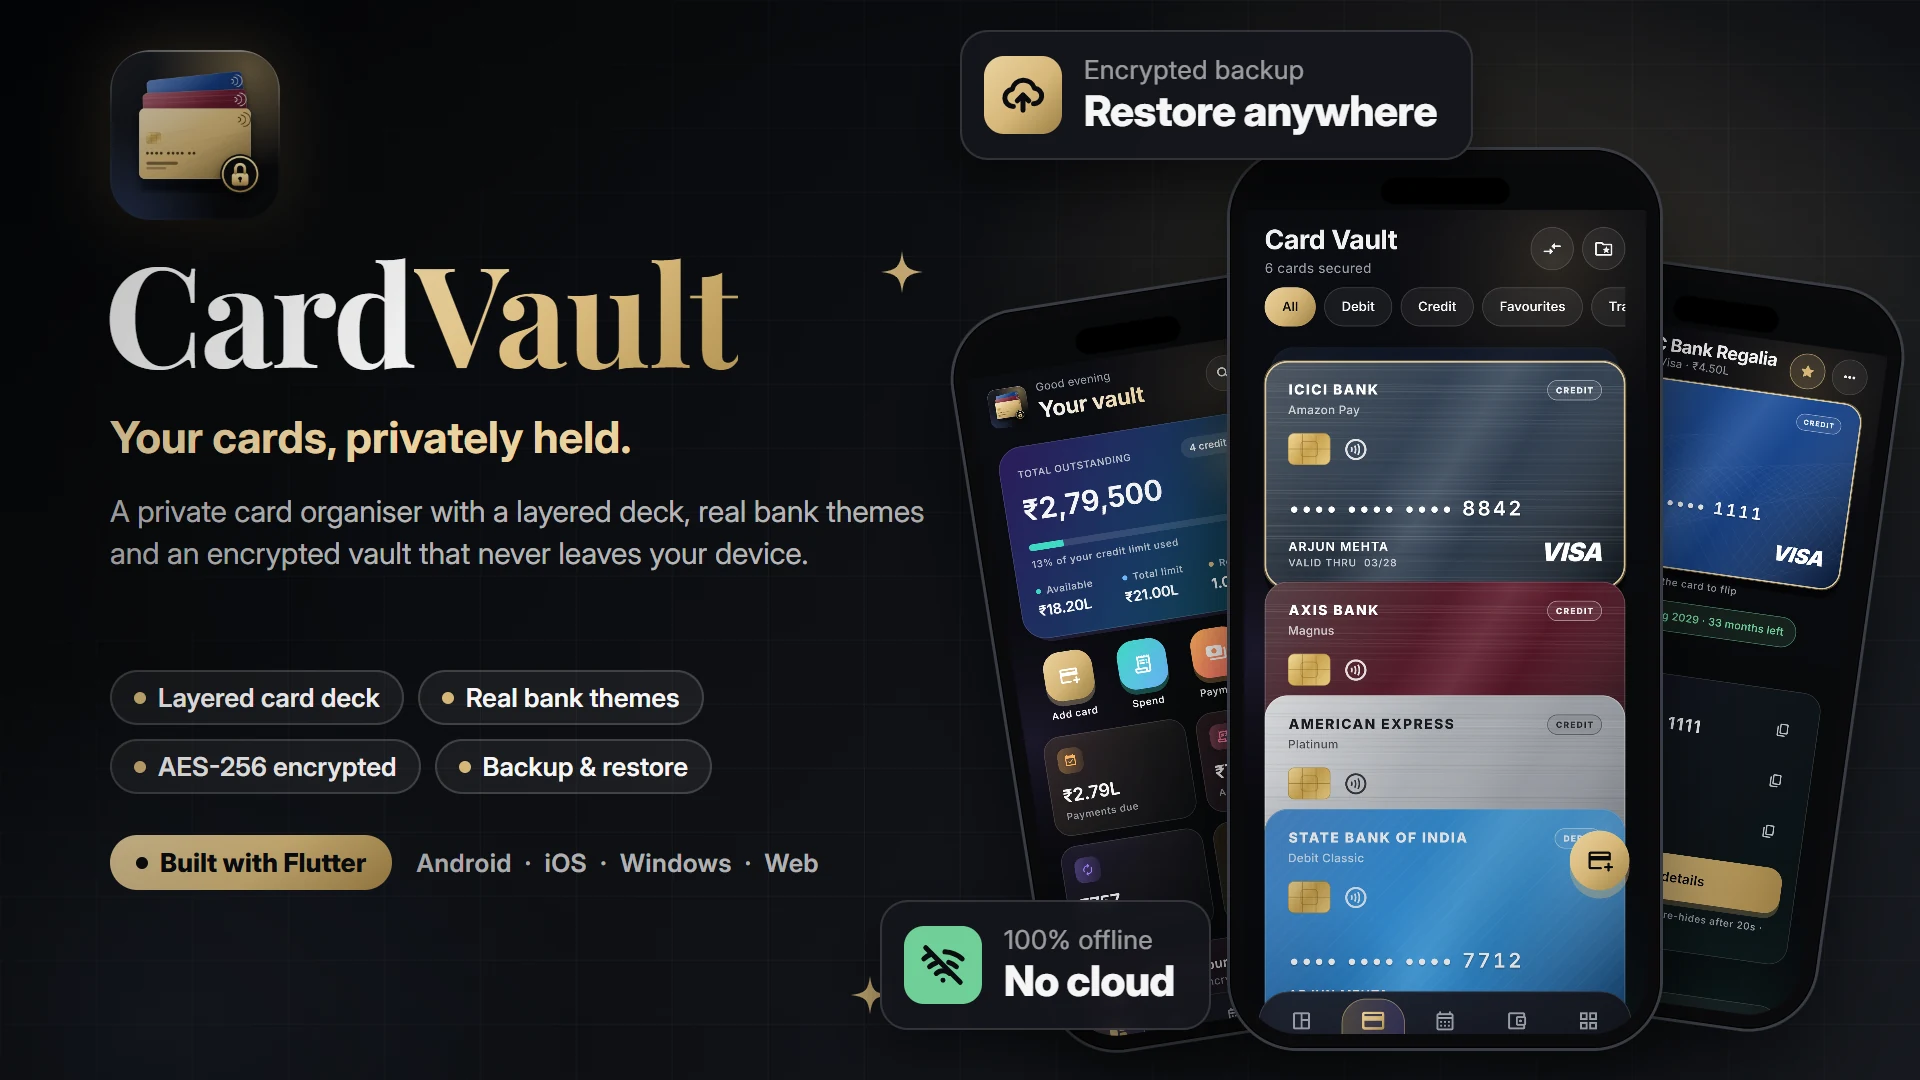 CardVault
Your cards, privately held.
A private card organiser with a layered deck, real bank themes
and an encrypted vault that never leaves your device.
Layered card deck
Real bank themes
AES-256 encrypted
Backup & restore
Built with Flutter
Android · iOS · Windows · Web
Encrypted backup
Restore anywhere
100% offline
No cloud
Good evening
Your vault
TOTAL OUTSTANDING
4 credit
₹2,79,500
13% of your credit limit used
Available
₹18.20L
Total limit
₹21.00L
Add card
Spend
₹2.79L
Payments due
Card Vault
6 cards secured
All
Debit
Credit
Favourites
ICICI BANK
CREDIT
Amazon Pay
•••• •••• •••• 8842
ARJUN MEHTA
VALID THRU 03/28
VISA
AXIS BANK
CREDIT
Magnus
AMERICAN EXPRESS
CREDIT
Platinum
STATE BANK OF INDIA
Debit Classic
•••• •••• •••• 7712
Bank Regalia
Visa · ₹4.50L
CREDIT
•••• 1111
VISA
the card to flip
2029 · 33 months left
1111
details
re-hides after 20s ·